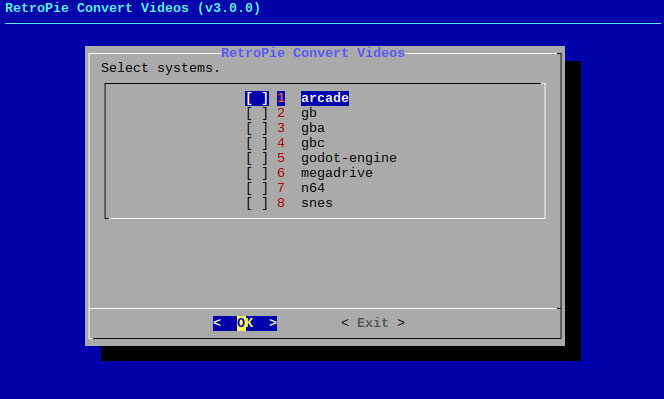 RetroPie Convert Videos (v3.0.0)
RetroPie Convert Videos
Select systems.
[ ] 1 arcade
[ ] 2 gb
[ ] 3 gba
[ ] 4 gbc
[ ] 5 godot-engine
[ ] 6 megadrive
[ ] 7 n64
[ ] 8 snes
< OK > < Exit >